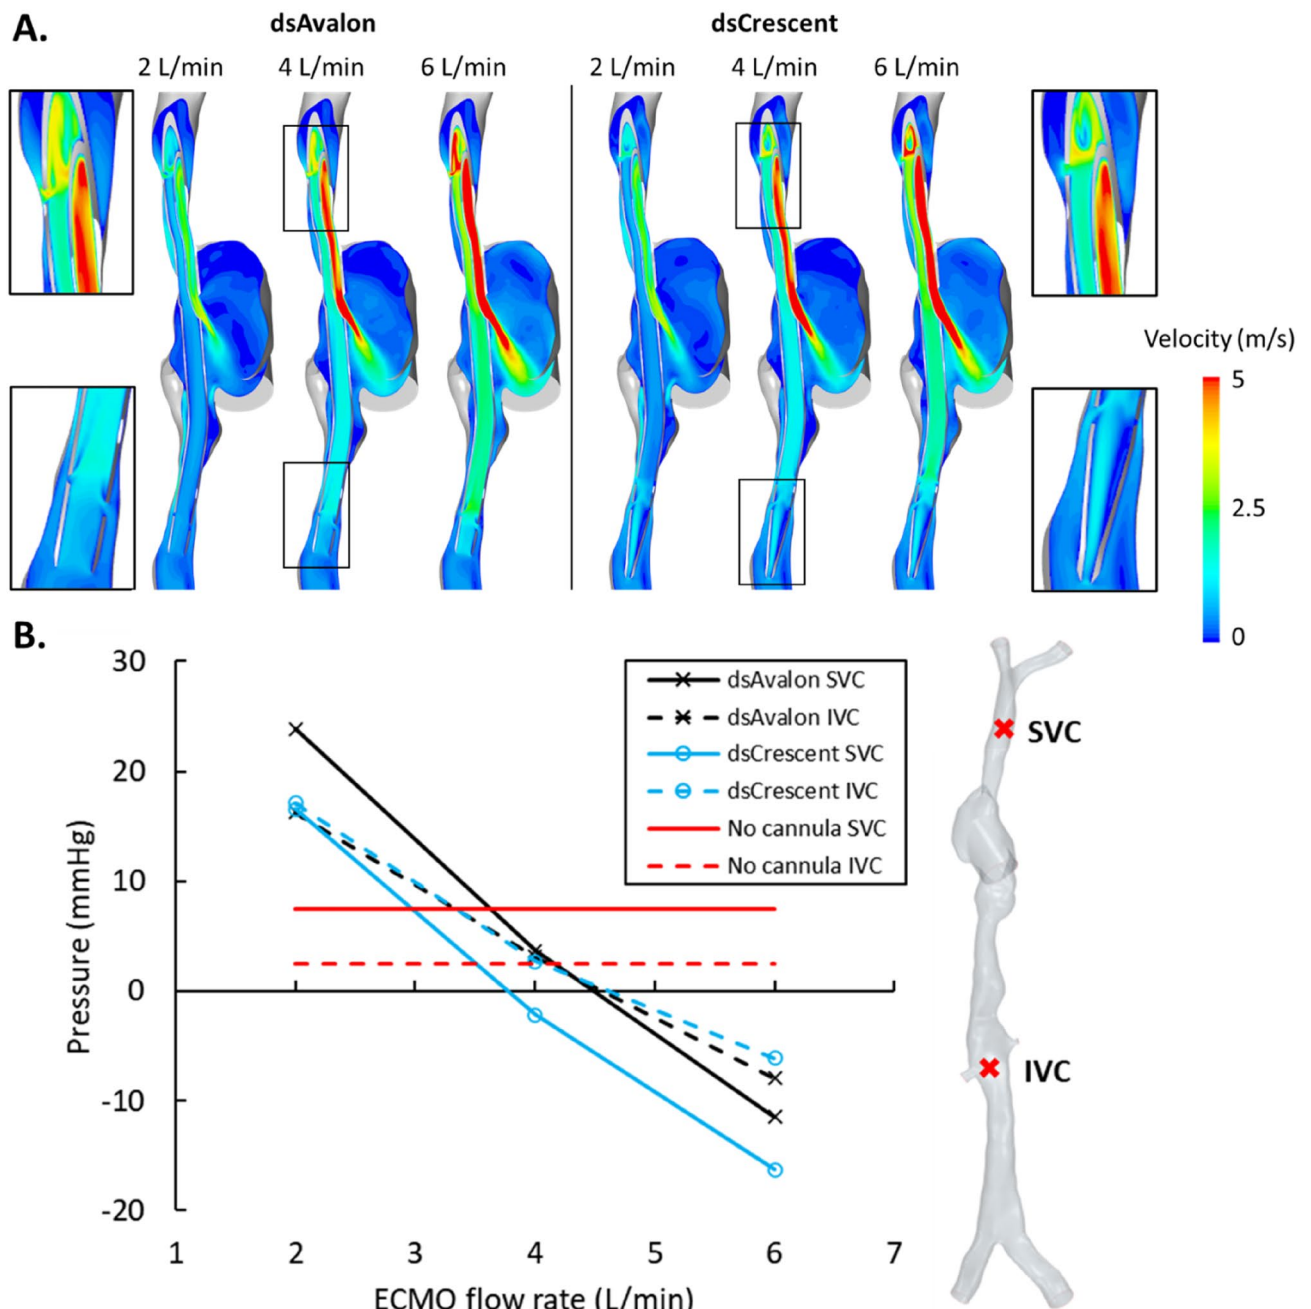 A.
dsAvalon
dsCrescent
2 L/min
4 L/min
6 L/min
2 L/min
4 L/min
6 L/min
Velocity (m/s)
5
2.5
0
B.
30
20
10
0
-10
-20
Pressure (mmHg)
dsAvalon SVC
dsAvalon IVC
dsCrescent SVC
dsCrescent IVC
No cannula SVC
No cannula IVC
SVC
IVC
1
2
3
4
5
6
7
ECMO flow rate (L/min)